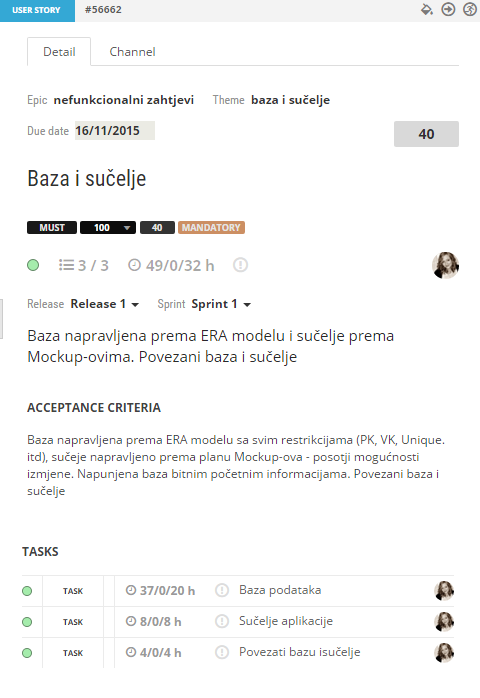 USER STORY #56662
Detail Channel
Epic nefunkcionalni zahtjevi Theme baza i sučelje
Due date 16/11/2015 40
Baza i sučelje
MUST 100 40 MANDATORY
3 / 3 49/0/32 h
Release Release 1 Sprint Sprint 1
Baza napravljena prema ERA modelu i sučelje prema
Mockup-ovima. Povezani baza i sučelje
ACCEPTANCE CRITERIA
Baza napravljena prema ERA modelu sa svim restrikcijama (PK, VK, Unique.
itd), sučeje napravljeno prema planu Mockup-ova - posotji mogućnosti
izmjene. Napunjena baza bitnim početnim informacijama. Povezani baza i
sučelje
TASKS
TASK 37/0/20 h Baza podataka
TASK 8/0/8 h Sučelje aplikacije
TASK 4/0/4 h Povezati bazu isučelje